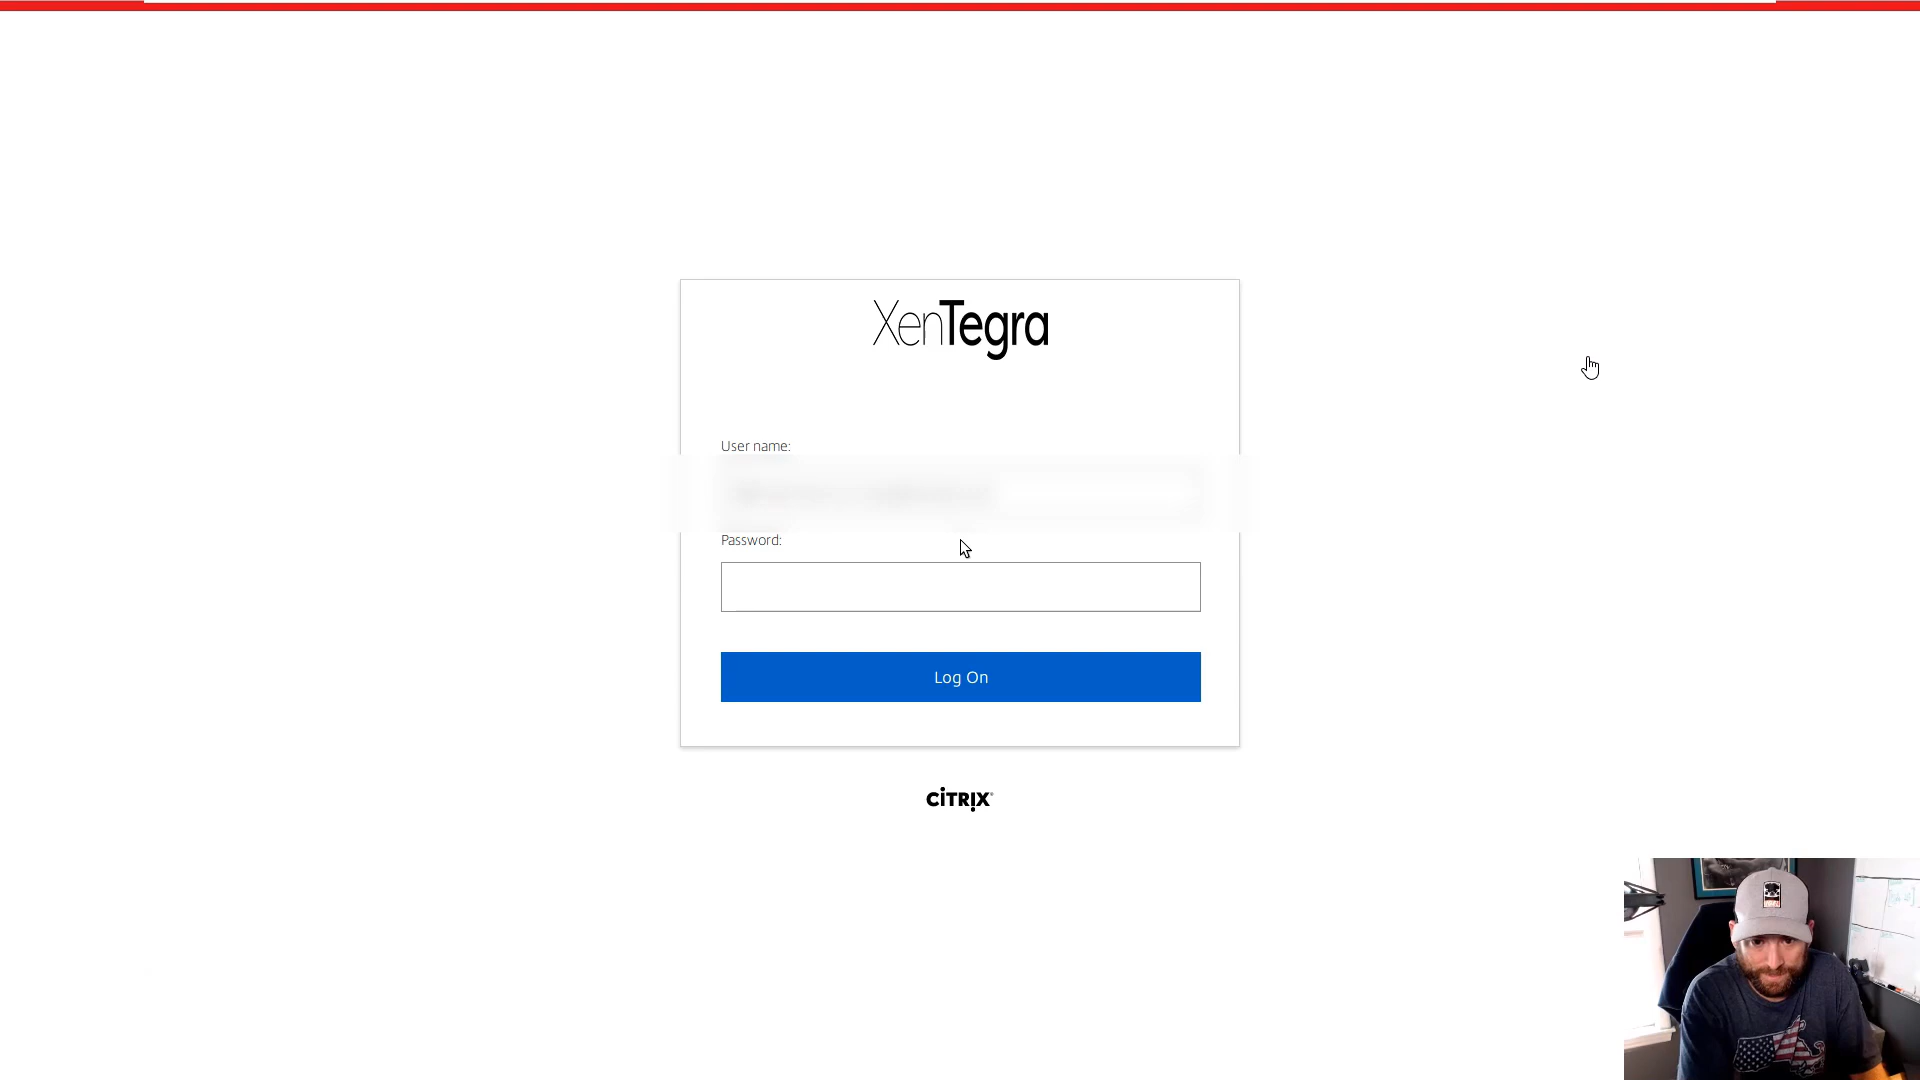 XenTegra
User name:
Password:
Log On
CITRIX